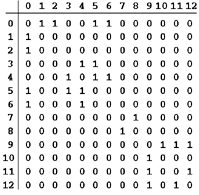 0 1 2 3 4 5 6 7 8 9 10 11 12
0 0 1 1 0 0 1 1 0 0 0 0 0 0
1 1 0 0 0 0 0 0 0 0 0 0 0 0
2 1 0 0 0 0 0 0 0 0 0 0 0 0
3 0 0 0 0 1 1 0 0 0 0 0 0 0
4 0 0 0 1 0 1 1 0 0 0 0 0 0
5 1 0 0 1 1 0 0 0 0 0 0 0 0
6 1 0 0 0 1 0 0 0 0 0 0 0 0
7 0 0 0 0 0 0 0 0 1 0 0 0 0
8 0 0 0 0 0 0 0 1 0 0 0 0 0
9 0 0 0 0 0 0 0 0 0 0 1 1 1
10 0 0 0 0 0 0 0 0 0 1 0 0 0
11 0 0 0 0 0 0 0 0 0 1 0 0 1
12 0 0 0 0 0 0 0 0 0 1 0 1 0